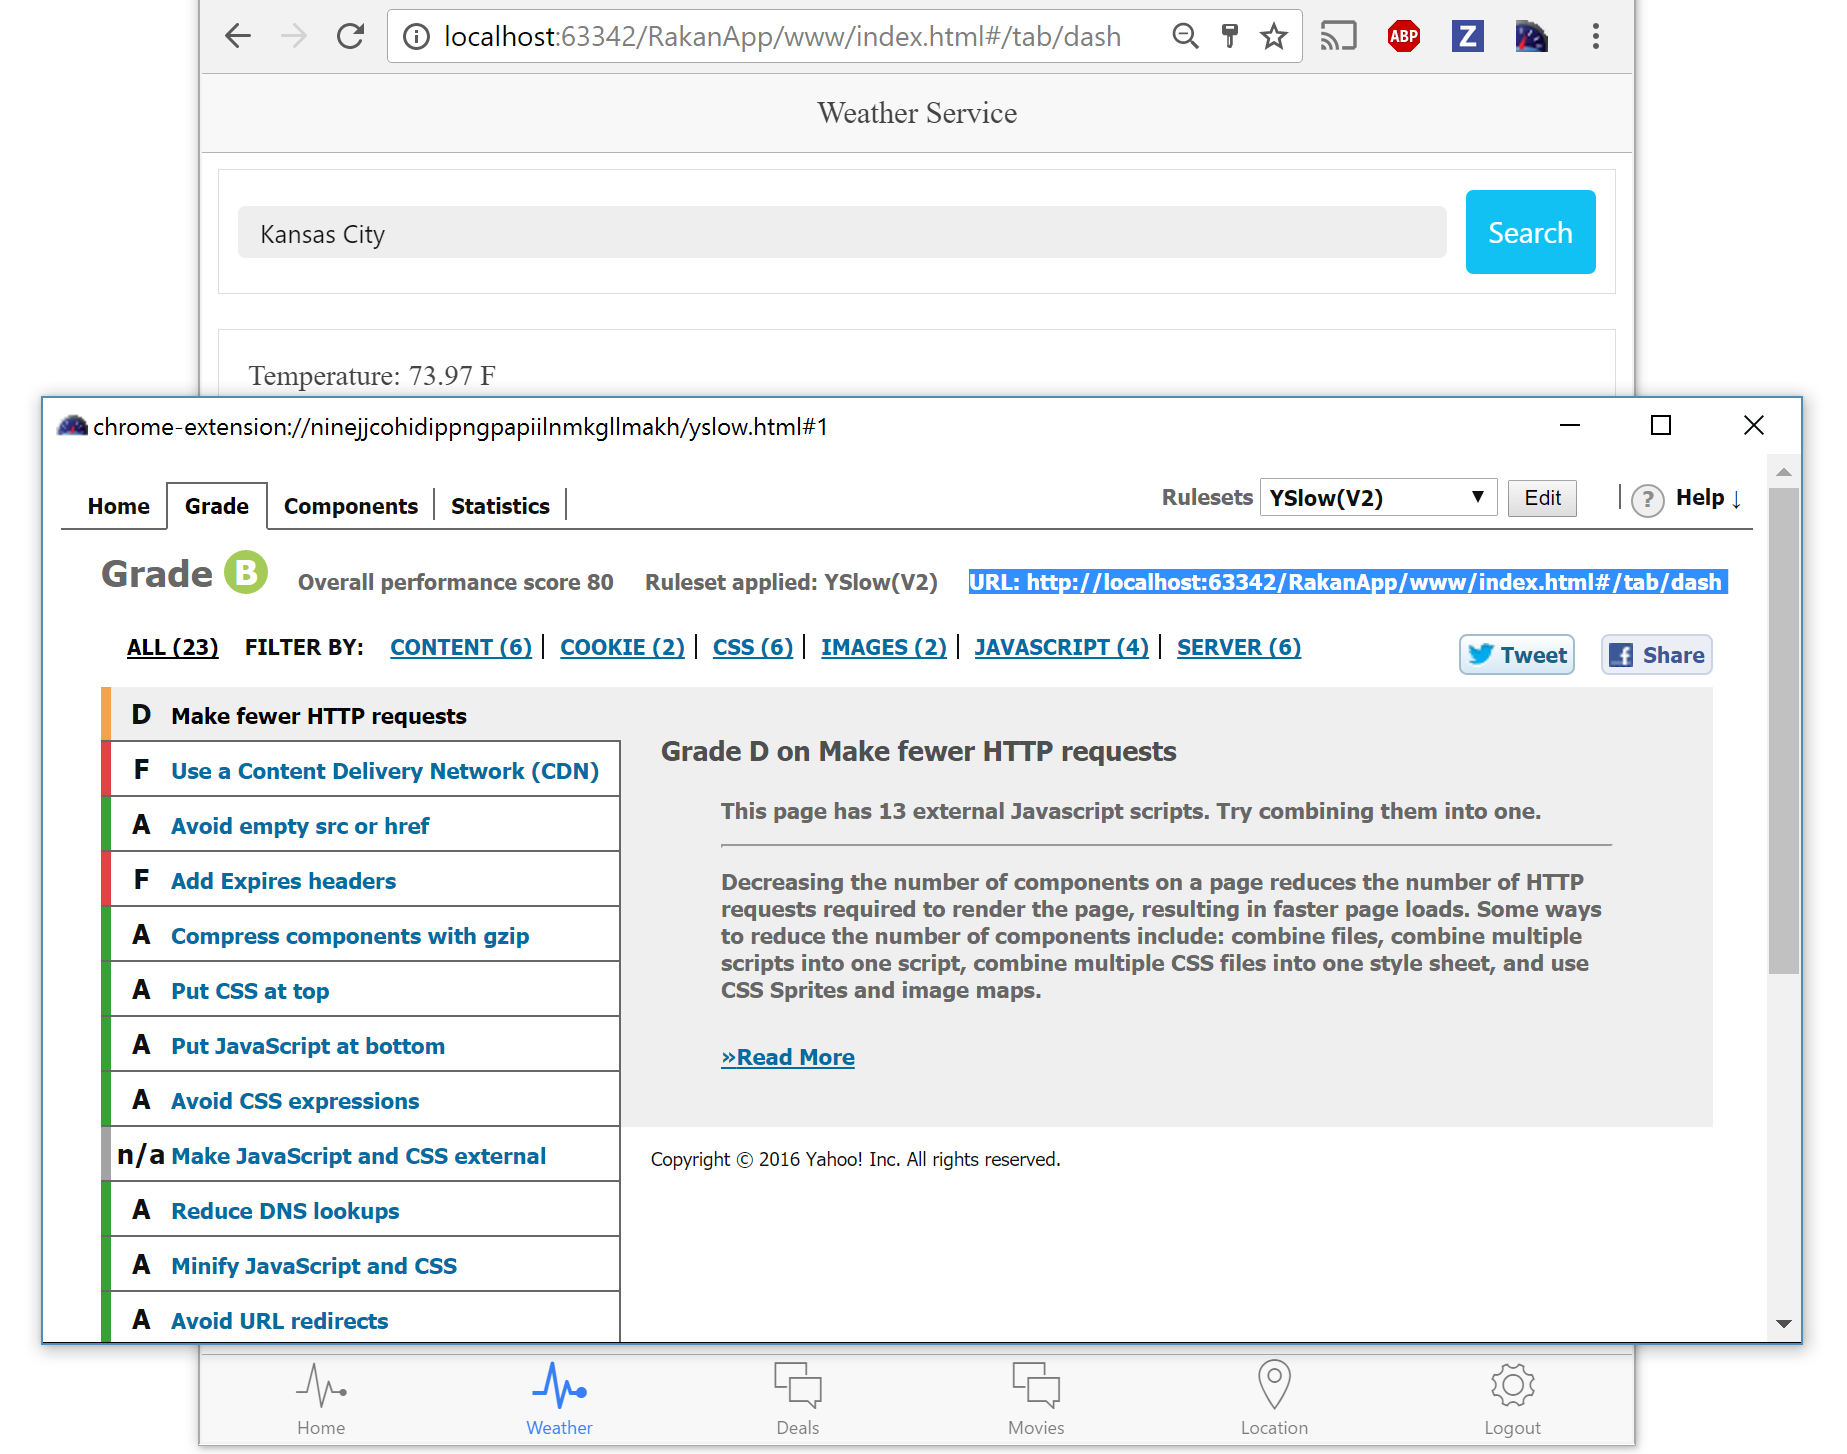 localhost:63342/RakanApp/www/index.html#/tab/dash
ABP
Z
Weather Service
Kansas City
Search
Temperature: 73.97 F
chrome-extension://ninejjcohidippngpapiilnmkgllmakh/yslow.html#1
Home Grade Components Statistics
Rulesets YSlow(V2) ▼ Edit ? Help ↓
Grade B Overall performance score 80 Ruleset applied: YSlow(V2) URL: http://localhost:63342/RakanApp/www/index.html#/tab/dash
ALL (23) FILTER BY: CONTENT (6) | COOKIE (2) | CSS (6) | IMAGES (2) | JAVASCRIPT (4) | SERVER (6)
Tweet
Share
D Make fewer HTTP requests
F Use a Content Delivery Network (CDN)
A Avoid empty src or href
F Add Expires headers
A Compress components with gzip
A Put CSS at top
A Put JavaScript at bottom
A Avoid CSS expressions
n/a Make JavaScript and CSS external
A Reduce DNS lookups
A Minify JavaScript and CSS
A Avoid URL redirects
Grade D on Make fewer HTTP requests
This page has 13 external Javascript scripts. Try combining them into one.
Decreasing the number of components on a page reduces the number of HTTP
requests required to render the page, resulting in faster page loads. Some ways
to reduce the number of components include: combine files, combine multiple
scripts into one script, combine multiple CSS files into one style sheet, and use
CSS Sprites and image maps.
»Read More
Copyright © 2016 Yahoo! Inc. All rights reserved.
Home
Weather
Deals
Movies
Location
Logout